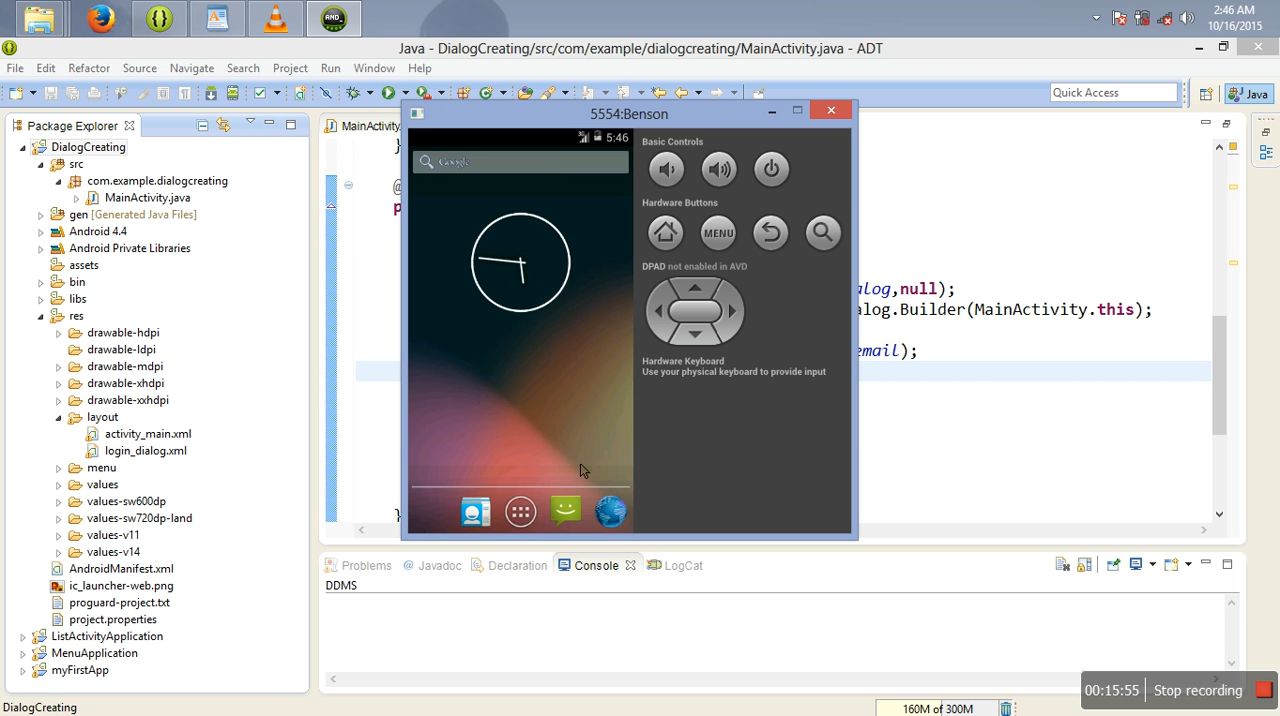 AND_
2:46 AM
10/16/2015
Java - DialogCreating/src/com/example/dialogcreating/MainActivity.java - ADT
File Edit Refactor Source Navigate Search Project Run Window Help
Quick Access
Java
Package Explorer
DialogCreating
src
com.example.dialogcreating
MainActivity.java
gen [Generated Java Files]
Android 4.4
Android Private Libraries
assets
bin
libs
res
drawable-hdpi
drawable-ldpi
drawable-mdpi
drawable-xhdpi
drawable-xxhdpi
layout
activity_main.xml
login_dialog.xml
menu
values
values-sw600dp
values-sw720dp-land
values-v11
values-v14
AndroidManifest.xml
ic_launcher-web.png
proguard-project.txt
project.properties
ListActivityApplication
MenuApplication
myFirstApp
MainActivity
}
@
p
alog,null);
alog.Builder(MainActivity.this);
email);
}
5554:Benson
3G
5:46
Google
Basic Controls
Hardware Buttons
MENU
DPAD not enabled in AVD
Hardware Keyboard
Use your physical keyboard to provide input
Problems @ Javadoc Declaration Console LogCat
DDMS
00:15:55 Stop recording
DialogCreating
160M of 300M